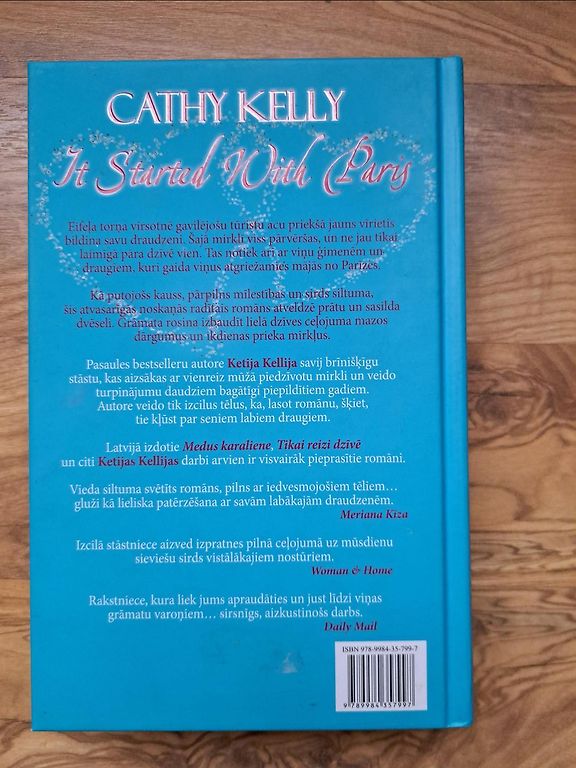 CATHY KELLY
It Started With Paris
Eifeļa torņa virsotnē gavilējošu tūristu acu priekšā jauns vīrietis
bildina savu draudzeni. Šajā mirklī viss pārvēršas, un ne jau tikai
laimīgā pāra dzīvē vien. Tas notiek arī ar viņu ģimenēm un
draugiem, kuri gaida viņus atgriežamies mājās no Parīzes.
Kā putojošs kauss, pārpilns mīlestības un sirds siltuma,
šis atvasarīgās noskaņās radītais romāns atveldzē prātu un sasilda
dvēseli. Grāmata rosina izbaudīt lielā dzīves ceļojuma mazos
dārgumus un ikdienas prieka mirkļus.
Pasaules bestselleru autore Ketija Kellija savij brīnišķīgu
stāstu, kas aizsākas ar vienreiz mūžā piedzīvotu mirkli un veido
turpinājumu daudziem bagātīgi piepildītiem gadiem.
Autore veido tik izcilus tēlus, ka, lasot romānu, šķiet,
tie kļūst par seniem labiem draugiem.
Latvijā izdotie Medus karaliene, Tikai reizi dzīvē
un citi Ketijas Kellijas darbi arvien ir visvairāk pieprasītie romāni.
Vieda siltuma svētīts romāns, pilns ar iedvesmojošiem tēliem...
gluži kā lieliska patērzēšana ar savām labākajām draudzenēm.
Meriana Kīza
Izcilā stāstniece aizved izpratnes pilnā ceļojumā uz mūsdienu
sieviešu sirds vistālākajiem nostūriem.
Woman & Home
Rakstniece, kura liek jums apraudāties un just līdzi viņas
grāmatu varoņiem... sirsnīgs, aizkustinošs darbs.
Daily Mail
ISBN 978-9984-35-799-7
9 789984 357997